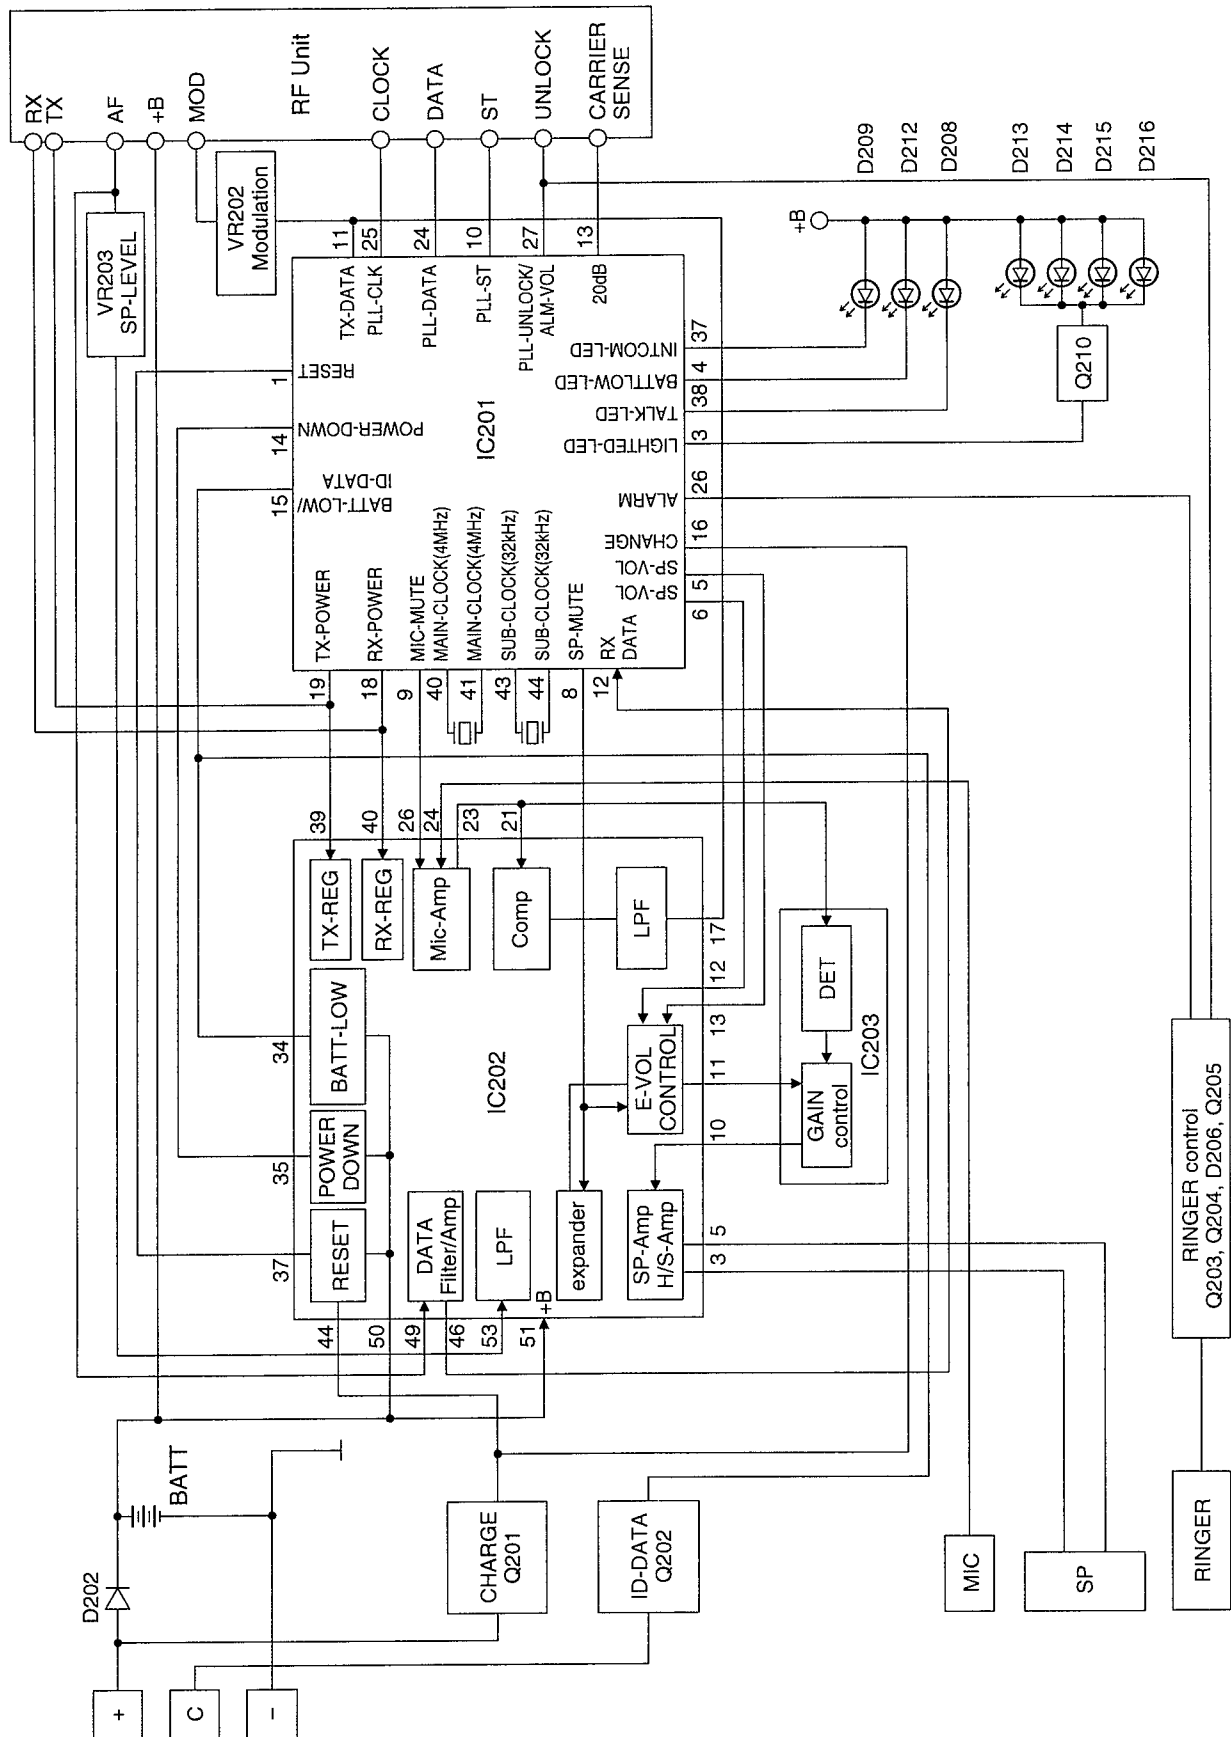 RF Unit
RX
TX
AF
+B
MOD
CLOCK
DATA
ST
UNLOCK
CARRIER
SENSE
VR203
SP-LEVEL
VR202
Modulation
11
25
24
10
27
13
TX-DATA
PLL-CLK
PLL-DATA
PLL-ST
PLL-UNLOCK/
ALM-VOL
20dB
IC201
1
RESET
14
POWER-DOWN
15
BATT-LOW/
ID-DATA
INTCOM-LED
37
BATTLOW-LED
4
TALK-LED
38
LIGHTED-LED
3
ALARM
26
CHANGE
16
SP-VOL
5
SP-VOL
6
TX-POWER
RX-POWER
MIC-MUTE
MAIN-CLOCK(4MHz)
MAIN-CLOCK(4MHz)
SUB-CLOCK(32kHz)
SUB-CLOCK(32kHz)
SP-MUTE
RX
DATA
19
18
9
40
41
43
44
8
12
+B
D209
D212
D208
D213
D214
D215
D216
Q210
39
40
26
24
23
21
TX-REG
RX-REG
Mic-Amp
Comp
LPF
17
34
BATT-LOW
35
POWER
DOWN
37
RESET
IC202
DATA
Filter/Amp
LPF
expander
E-VOL
CONTROL
SP-Amp
H/S-Amp
12
13
11
10
5
3
DET
GAIN
control
IC203
44
50
49
46
53
51
+B
D202
BATT
+
C
−
CHARGE
Q201
ID-DATA
Q202
MIC
SP
RINGER
RINGER control
Q203, Q204, D206, Q205